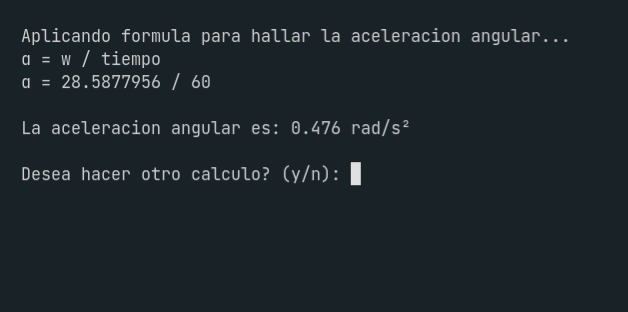 Aplicando formula para hallar la aceleracion angular...
α = w / tiempo
α = 28.5877956 / 60
La aceleracion angular es: 0.476 rad/s²
Desea hacer otro calculo? (y/n):